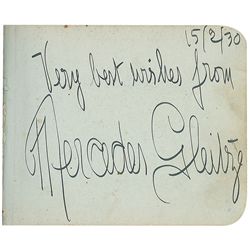 15/2/30
Very best wishes from
Mercedes Gleitze